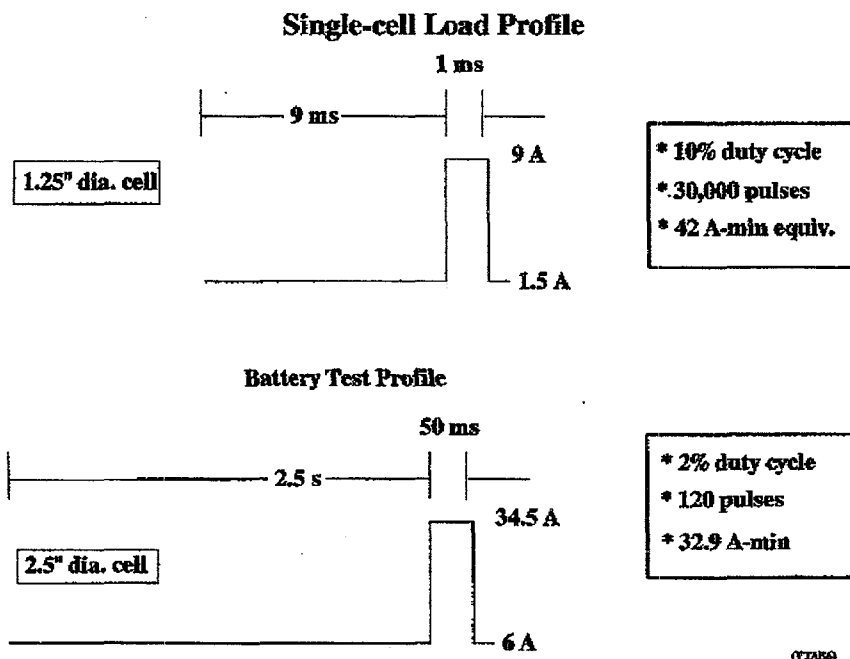 Single-cell Load Profile
1 ms
9 ms
9 A
1.25" dia. cell
1.5 A
* 10% duty cycle
* 30,000 pulses
* 42 A-min equiv.
Battery Test Profile
50 ms
2.5 s
34.5 A
2.5" dia. cell
6 A
* 2% duty cycle
* 120 pulses
* 32.9 A-min